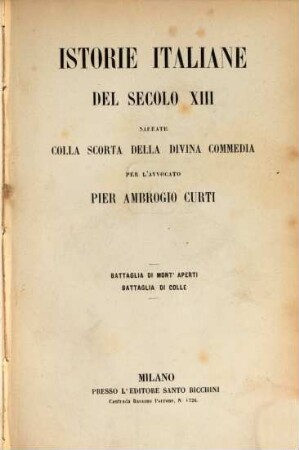 ISTORIE ITALIANE
DEL SECOLO XIII
NARRATE
COLLA SCORTA DELLA DIVINA COMMEDIA
PER L'AVVOCATO
PIER AMBROGIO CURTI
BATTAGLIA DI MONT' APERTI
BATTAGLIA DI COLLE
MILANO
PRESSO L'EDITORE SANTO BICCHINI
Contrada N.